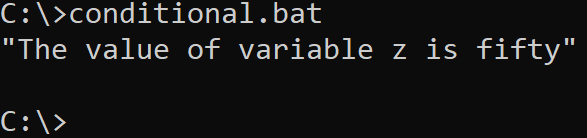 C:\>conditional.bat
"The value of variable z is fifty"
C:\>